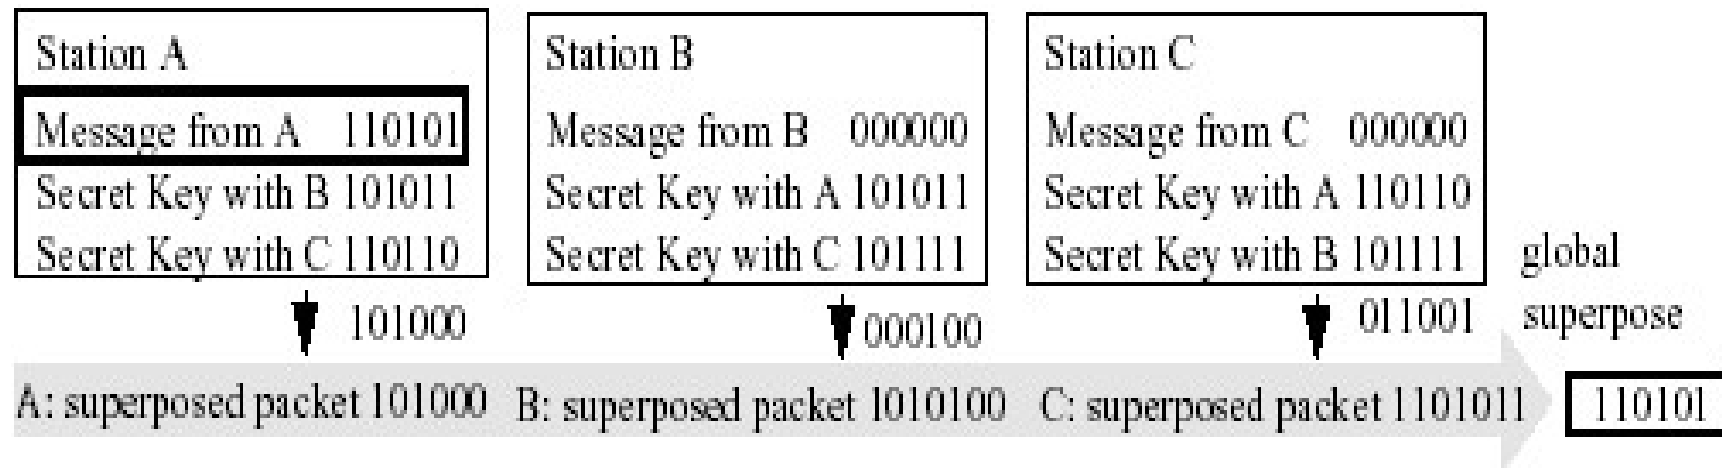 Station A
Message from A 110101
Secret Key with B 101011
Secret Key with C 110110
101000
Station B
Message from B 000000
Secret Key with A 101011
Secret Key with C 101111
000100
Station C
Message from C 000000
Secret Key with A 110110
Secret Key with B 101111
011001
global
superpose
A: superposed packet 101000
B: superposed packet 1010100
C: superposed packet 1101011
110101